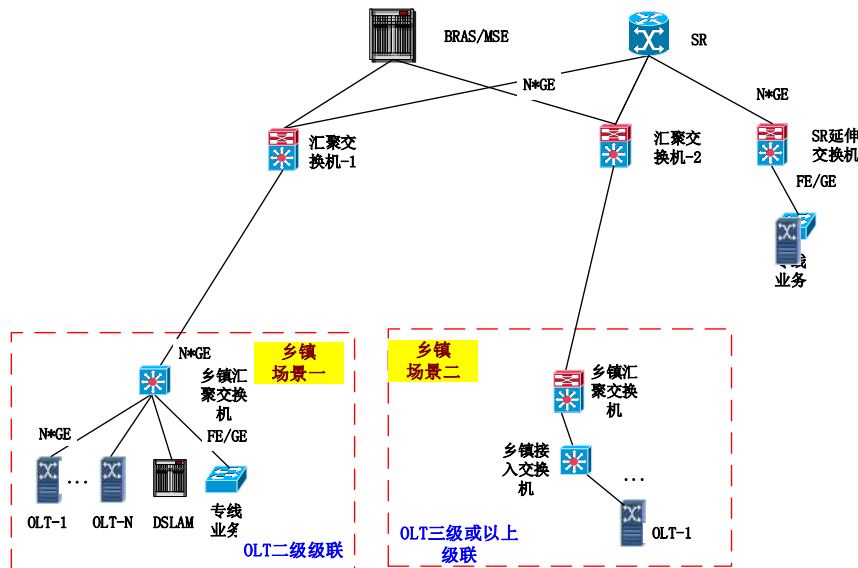 BRAS/MSE
SR
N*GE
N*GE
汇聚交
换机-1
汇聚交
换机-2
SR延伸
交换机
FE/GE
专线
业务
N*GE
乡镇
场景一
乡镇汇
聚交换
机
N*GE
FE/GE
...
OLT-1
OLT-N
DSLAM
专线
业务
OLT二级级联
乡镇
场景二
乡镇汇
聚交换
机
乡镇接
入交换
机
...
OLT-1
OLT三级或以上
级联